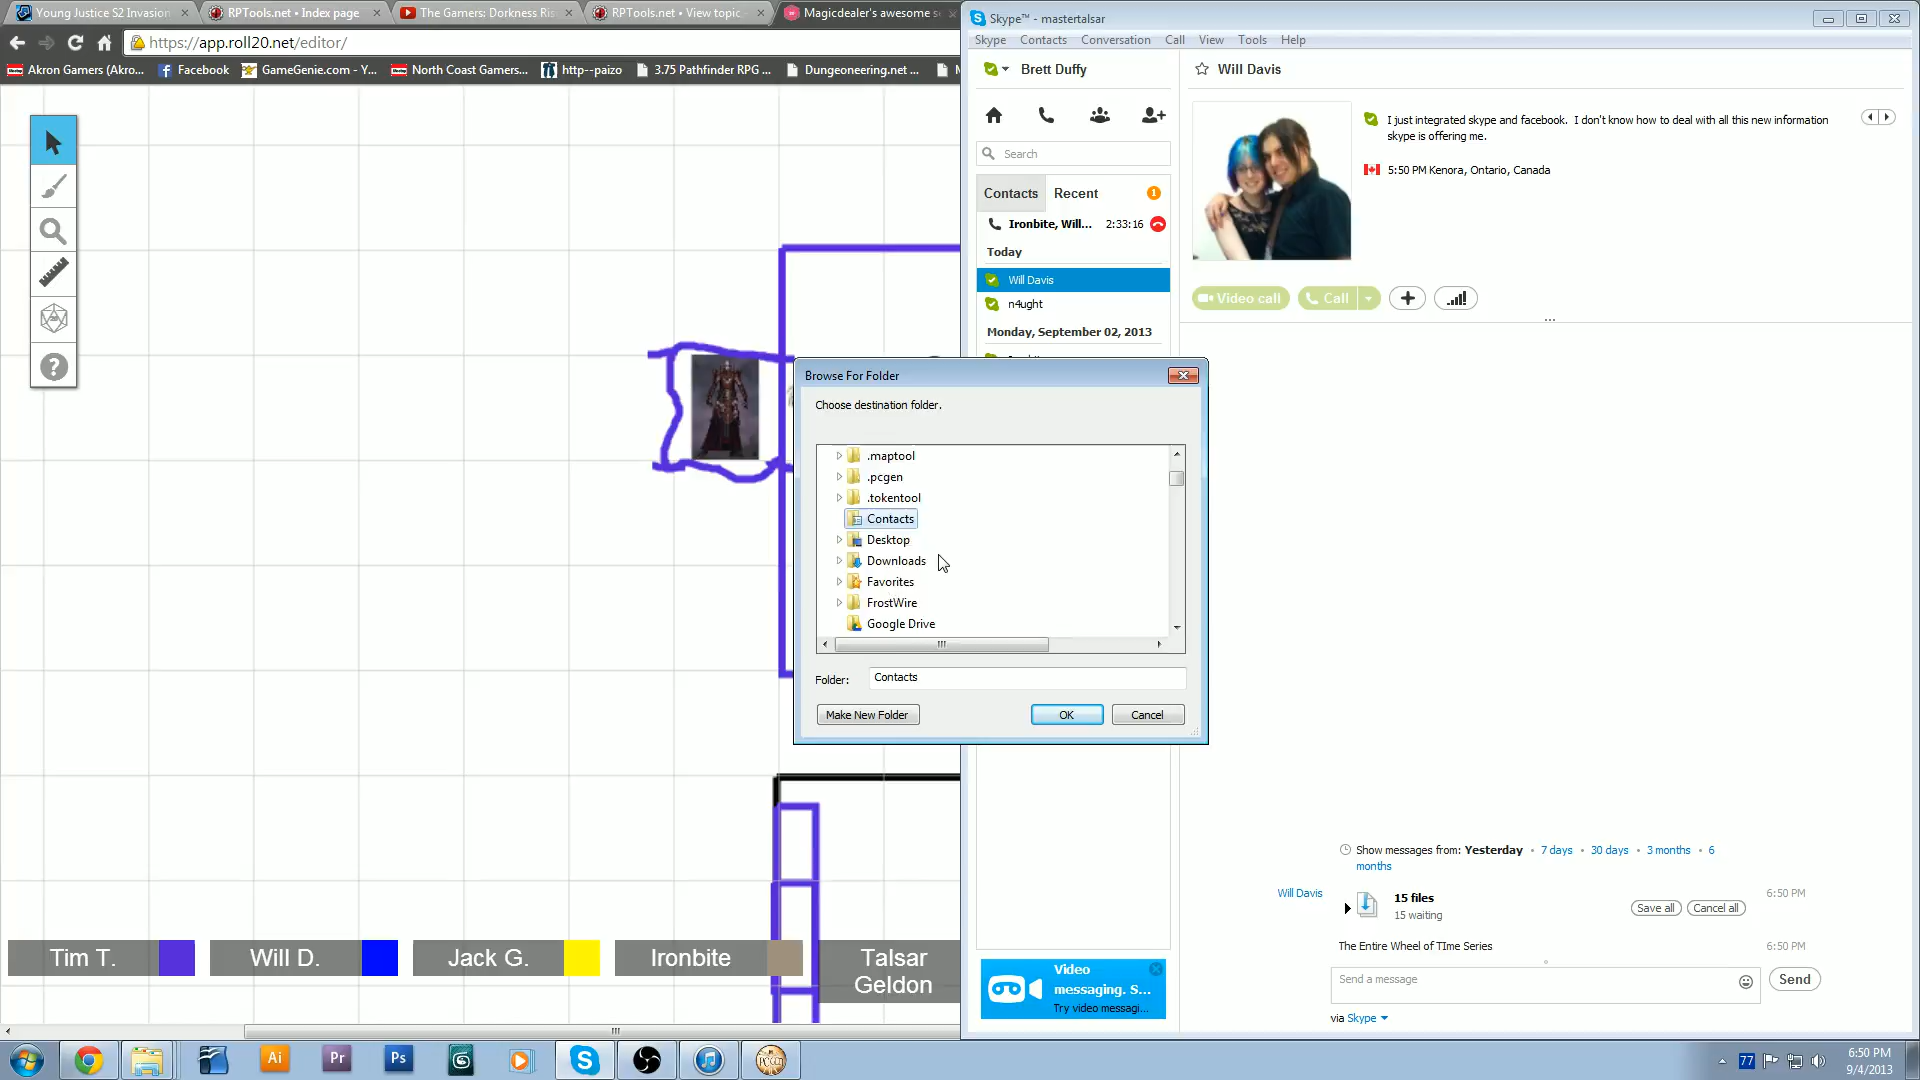 Young Justice S2 Invasion
RPTools.net • Index page
The Gamers: Dorkness Ris
RPTools.net • View topic
Magicdealer's awesome s
https://app.roll20.net/editor/
Akron Gamers (Akro...
Facebook
GameGenie.com - Y...
North Coast Gamers...
http--paizo
3.75 Pathfinder RPG ...
Dungeoneering.net ...
Skype™ - mastertalsar
Skype Contacts Conversation Call View Tools Help
Brett Duffy
Search
Contacts Recent 1
Ironbite, Will... 2:33:16
Today
Will Davis
n4ught
Monday, September 02, 2013
Will Davis
I just integrated skype and facebook. I don't know how to deal with all this new information
skype is offering me.
5:50 PM Kenora, Ontario, Canada
Video call
Call
Browse For Folder
Choose destination folder.
.maptool
.pcgen
.tokentool
Contacts
Desktop
Downloads
Favorites
FrostWire
Google Drive
Folder: Contacts
Make New Folder
OK
Cancel
Show messages from: Yesterday • 7 days • 30 days • 3 months • 6
months
Will Davis
15 files
15 waiting
Save all
Cancel all
6:50 PM
The Entire Wheel of TIme Series
6:50 PM
Send a message
Send
via Skype
Video
messaging. S...
Try video messagi...
Tim T.
Will D.
Jack G.
Ironbite
Talsar
Geldon
Ai
Pr
Ps
77
6:50 PM
9/4/2013